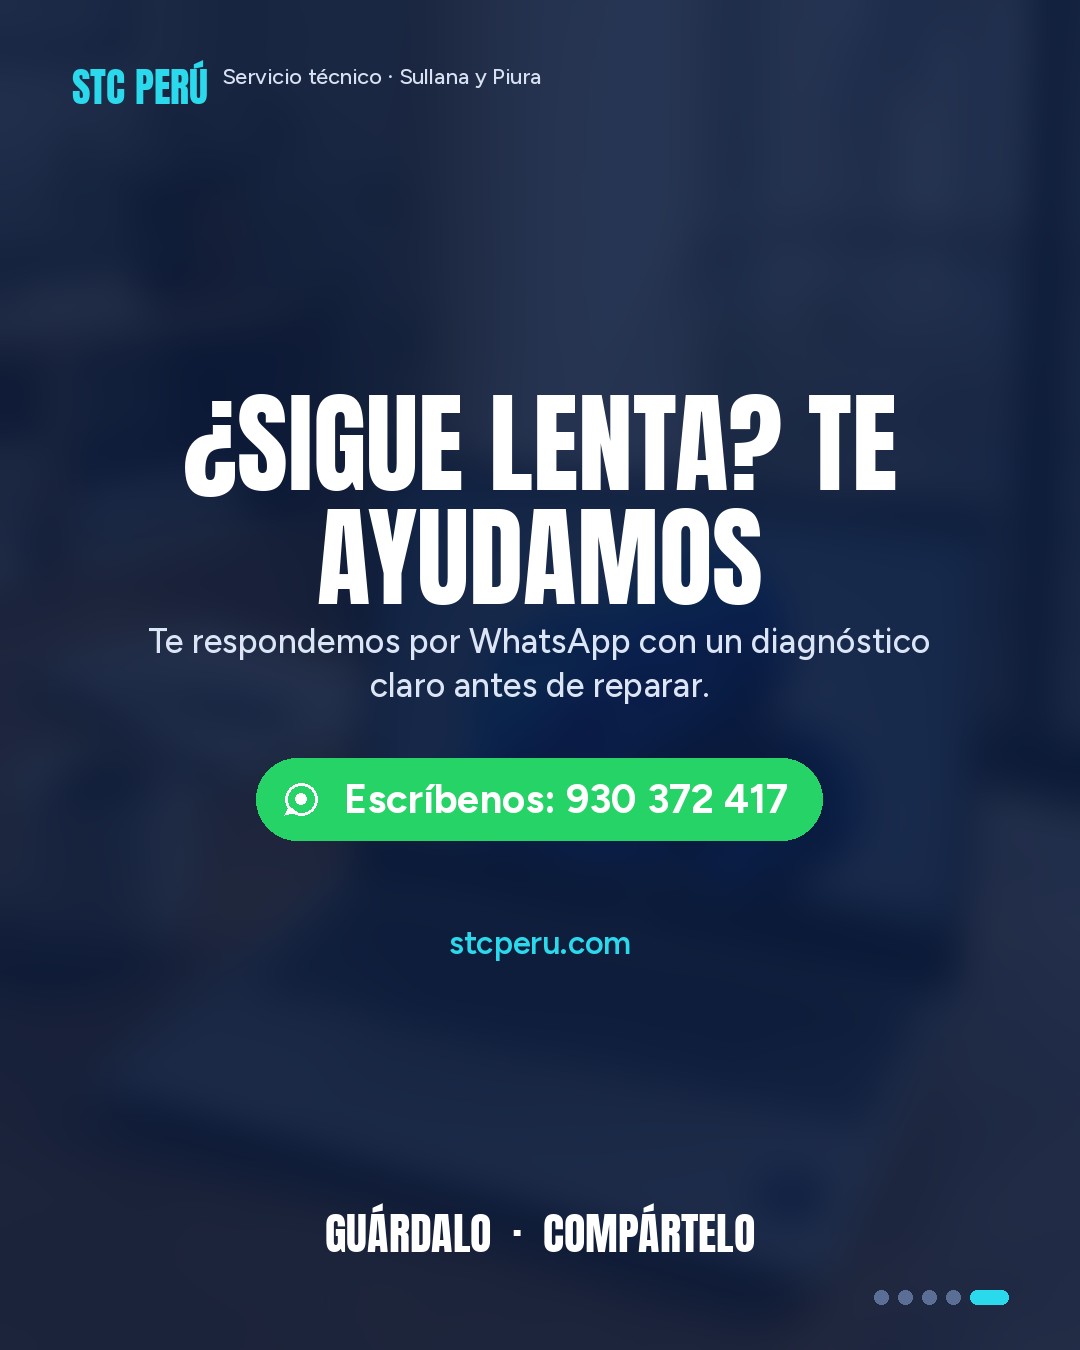 STC PERÚ Servicio técnico · Sullana y Piura
¿SIGUE LENTA? TE
AYUDAMOS
Te respondemos por WhatsApp con un diagnóstico
claro antes de reparar.
Escríbenos: 930 372 417
stcperu.com
GUÁRDALO · COMPÁRTELO